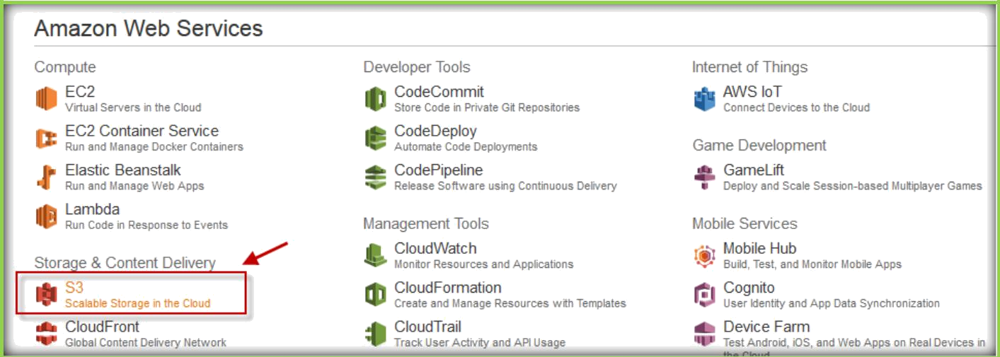 Amazon Web Services
Compute
EC2
Virtual Servers in the Cloud
EC2 Container Service
Run and Manage Docker Containers
Elastic Beanstalk
Run and Manage Web Apps
Lambda
Run Code in Response to Events
Storage & Content Delivery
S3
Scalable Storage in the Cloud
CloudFront
Global Content Delivery Network
Developer Tools
CodeCommit
Store Code in Private Git Repositories
CodeDeploy
Automate Code Deployments
CodePipeline
Release Software using Continuous Delivery
Management Tools
CloudWatch
Monitor Resources and Applications
CloudFormation
Create and Manage Resources with Templates
CloudTrail
Track User Activity and API Usage
Internet of Things
AWS IoT
Connect Devices to the Cloud
Game Development
GameLift
Deploy and Scale Session-based Multiplayer Games
Mobile Services
Mobile Hub
Build, Test, and Monitor Mobile Apps
Cognito
User Identity and App Data Synchronization
Device Farm
Test Android, iOS, and Web Apps on Real Devices in
the Cloud